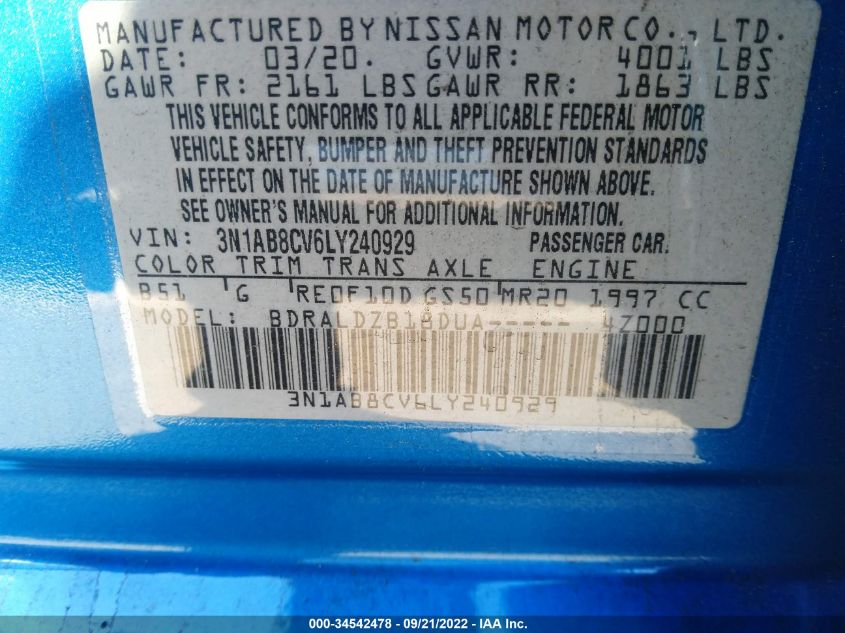 MANUFACTURED BY NISSAN MOTOR CO., LTD.
DATE: 03/20. GVWR: 4001 LBS
GAWR FR: 2161 LBS GAWR RR: 1863 LBS
THIS VEHICLE CONFORMS TO ALL APPLICABLE FEDERAL MOTOR
VEHICLE SAFETY, BUMPER AND THEFT PREVENTION STANDARDS
IN EFFECT ON THE DATE OF MANUFACTURE SHOWN ABOVE.
SEE OWNER'S MANUAL FOR ADDITIONAL INFORMATION.
VIN: 3N1AB8CV6LY240929 PASSENGER CAR.
COLOR TRIM TRANS AXLE ENGINE
B51 G RE0F10D GS50 MR20 1997 CC
MODEL: BDRALDZB18DUA----- 4Z000
3N1AB8CV6LY240929
000-34542478 - 09/21/2022 - IAA Inc.